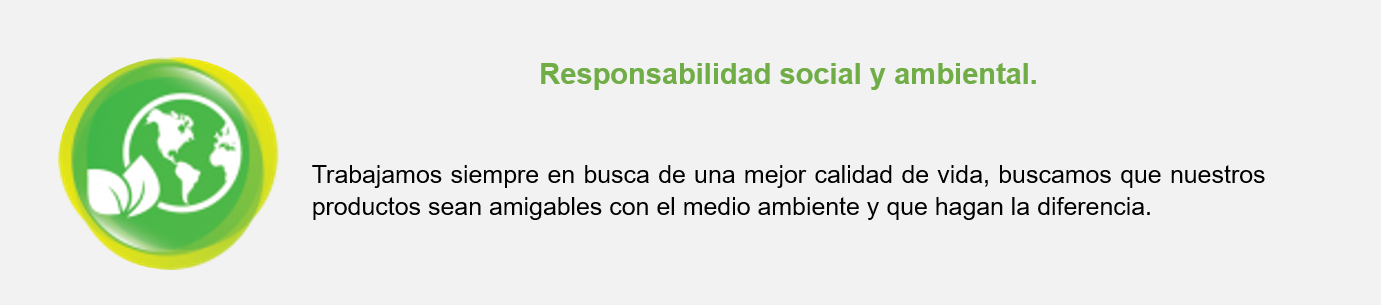 Responsabilidad social y ambiental.
Trabajamos siempre en busca de una mejor calidad de vida, buscamos que nuestros
productos sean amigables con el medio ambiente y que hagan la diferencia.